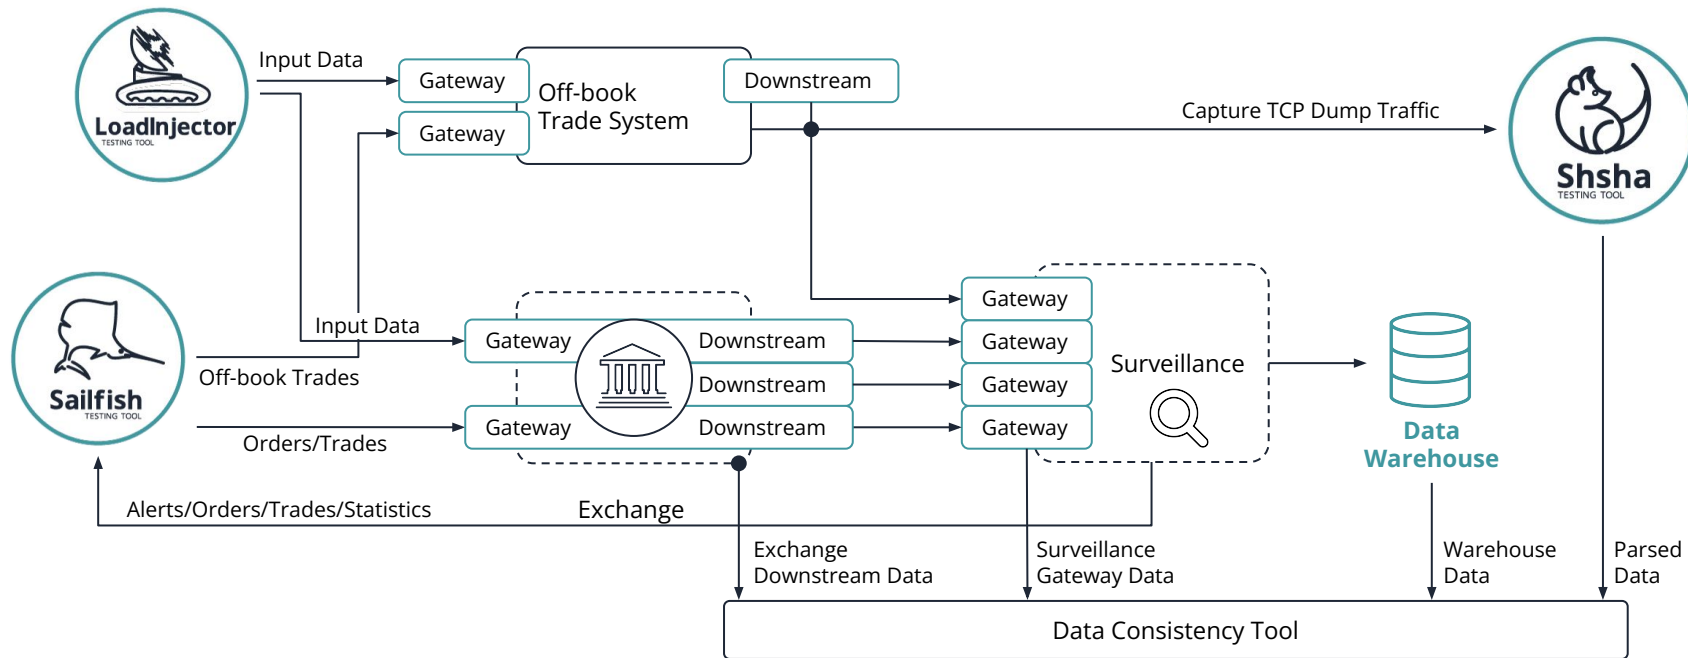 Input Data
LoadInjector
TESTING TOOL
Gateway
Gateway
Off-book
Trade System
Downstream
Capture TCP Dump Traffic
Shsha
TESTING TOOL
Sailfish
TESTING TOOL
Input Data
Off-book Trades
Orders/Trades
Gateway
Gateway
Downstream
Downstream
Downstream
Gateway
Gateway
Gateway
Gateway
Surveillance
Data
Warehouse
Alerts/Orders/Trades/Statistics
Exchange
Exchange
Downstream Data
Surveillance
Gateway Data
Warehouse
Data
Parsed
Data
Data Consistency Tool